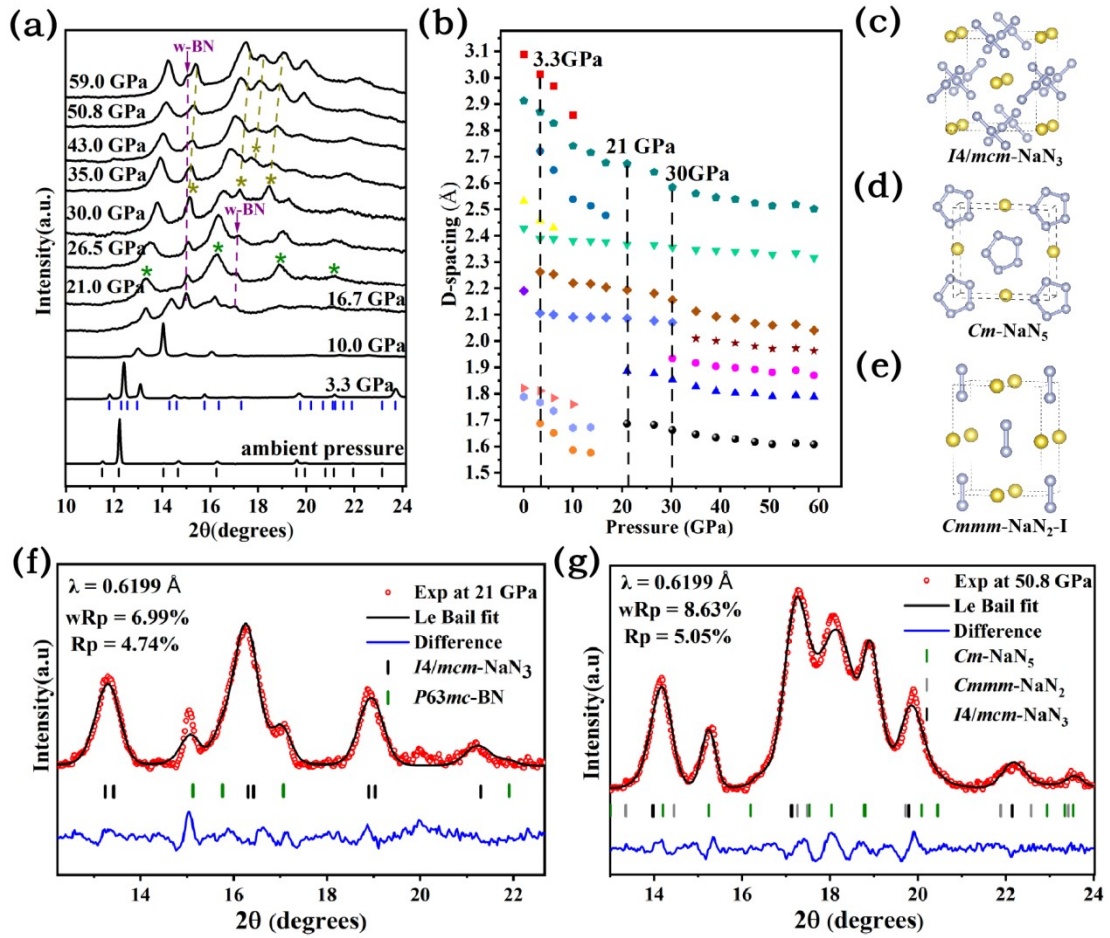 (a)
w-BN
59.0 GPa
50.8 GPa
43.0 GPa
35.0 GPa
30.0 GPa
w-BN
26.5 GPa
21.0 GPa
16.7 GPa
10.0 GPa
3.3 GPa
ambient pressure
Intensity(a.u.)
10 12 14 16 18 20 22 24
2θ(degrees)
(b)
3.3GPa
21 GPa
30GPa
3.1
3.0
2.9
2.8
2.7
2.6
2.5
2.4
2.3
2.2
2.1
2.0
1.9
1.8
1.7
1.6
1.5
D-spacing (Å)
0 10 20 30 40 50 60
Pressure (GPa)
(c)
I4/mcm-NaN3
(d)
Cm-NaN5
(e)
Cmmm-NaN2-I
(f)
λ = 0.6199 Å
wRp = 6.99%
Rp = 4.74%
Exp at 21 GPa
Le Bail fit
Difference
I4/mcm-NaN3
P63mc-BN
Intensity(a.u)
14 16 18 20 22
2θ (degrees)
(g)
λ = 0.6199 Å
wRp = 8.63%
Rp = 5.05%
Exp at 50.8 GPa
Le Bail fit
Difference
Cm-NaN5
Cmmm-NaN2
I4/mcm-NaN3
Intensity(a.u)
14 16 18 20 22 24
2θ (degrees)